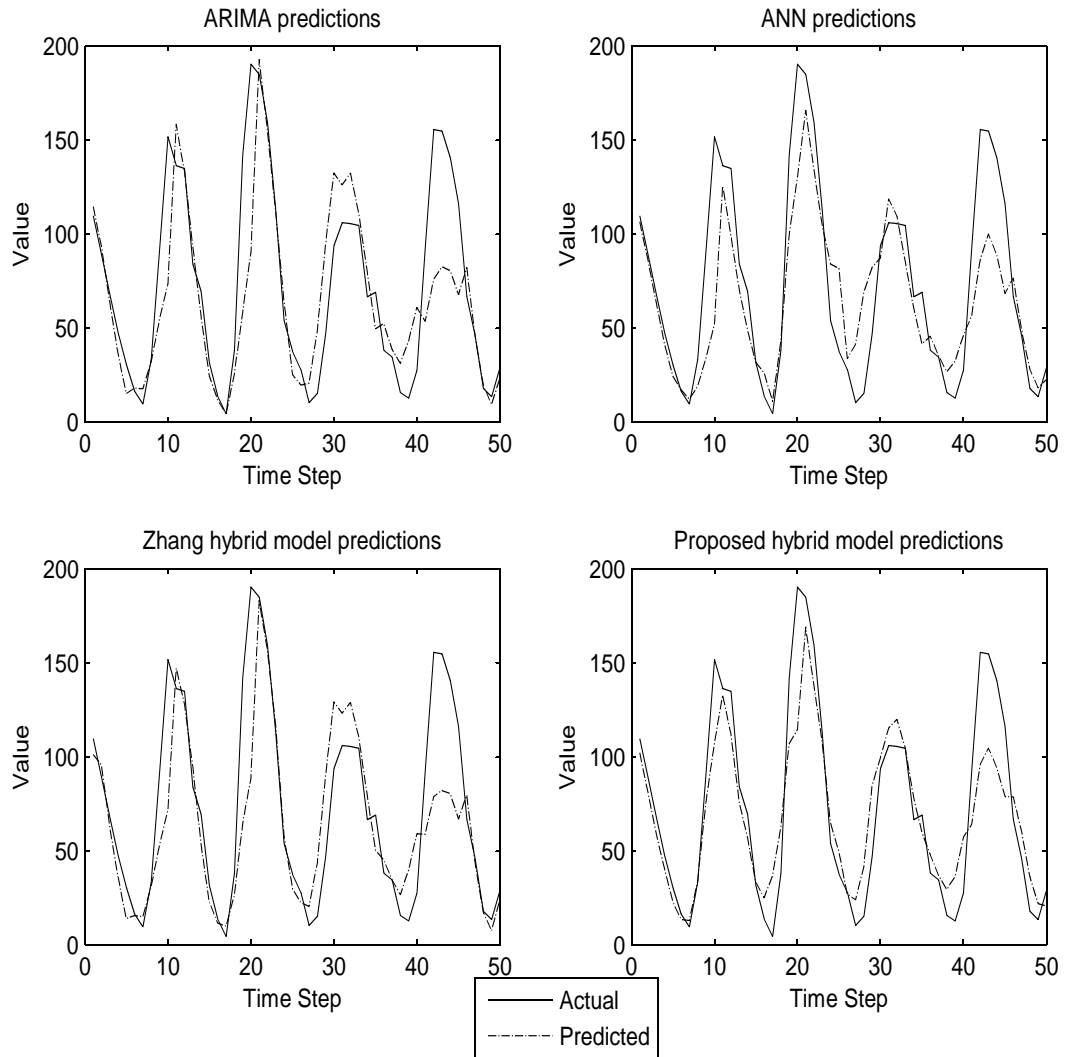 ARIMA predictions
200
150
100
50
0
Value
0 10 20 30 40 50
Time Step
ANN predictions
200
150
100
50
0
Value
0 10 20 30 40 50
Time Step
Zhang hybrid model predictions
200
150
100
50
0
Value
0 10 20 30 40 50
Time Step
Proposed hybrid model predictions
200
150
100
50
0
Value
0 10 20 30 40 50
Time Step
Actual
Predicted